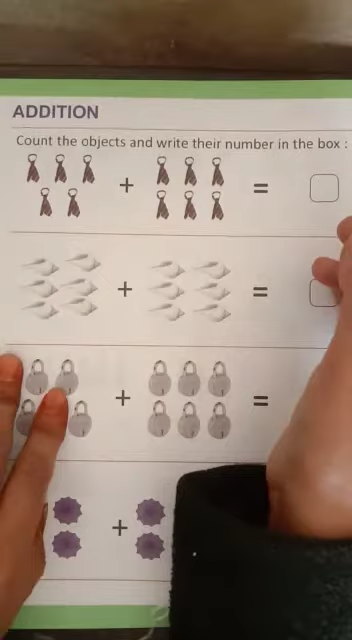 ADDITION
Count the objects and write their number in the box :
+ =
+ =
+ =
+